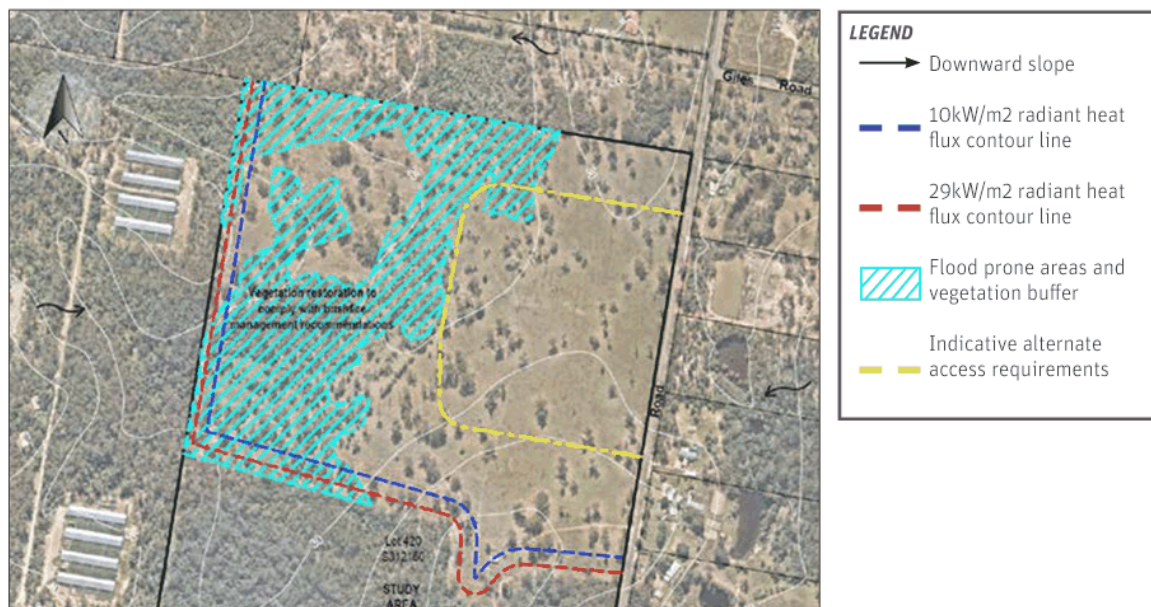 Giles Road
Road
Vegetation restoration to
comply with bushfire
management recommendations
Lot 420
STUDY
AREA
LEGEND
Downward slope
10kW/m2 radiant heat
flux contour line
29kW/m2 radiant heat
flux contour line
Flood prone areas and
vegetation buffer
Indicative alternate
access requirements